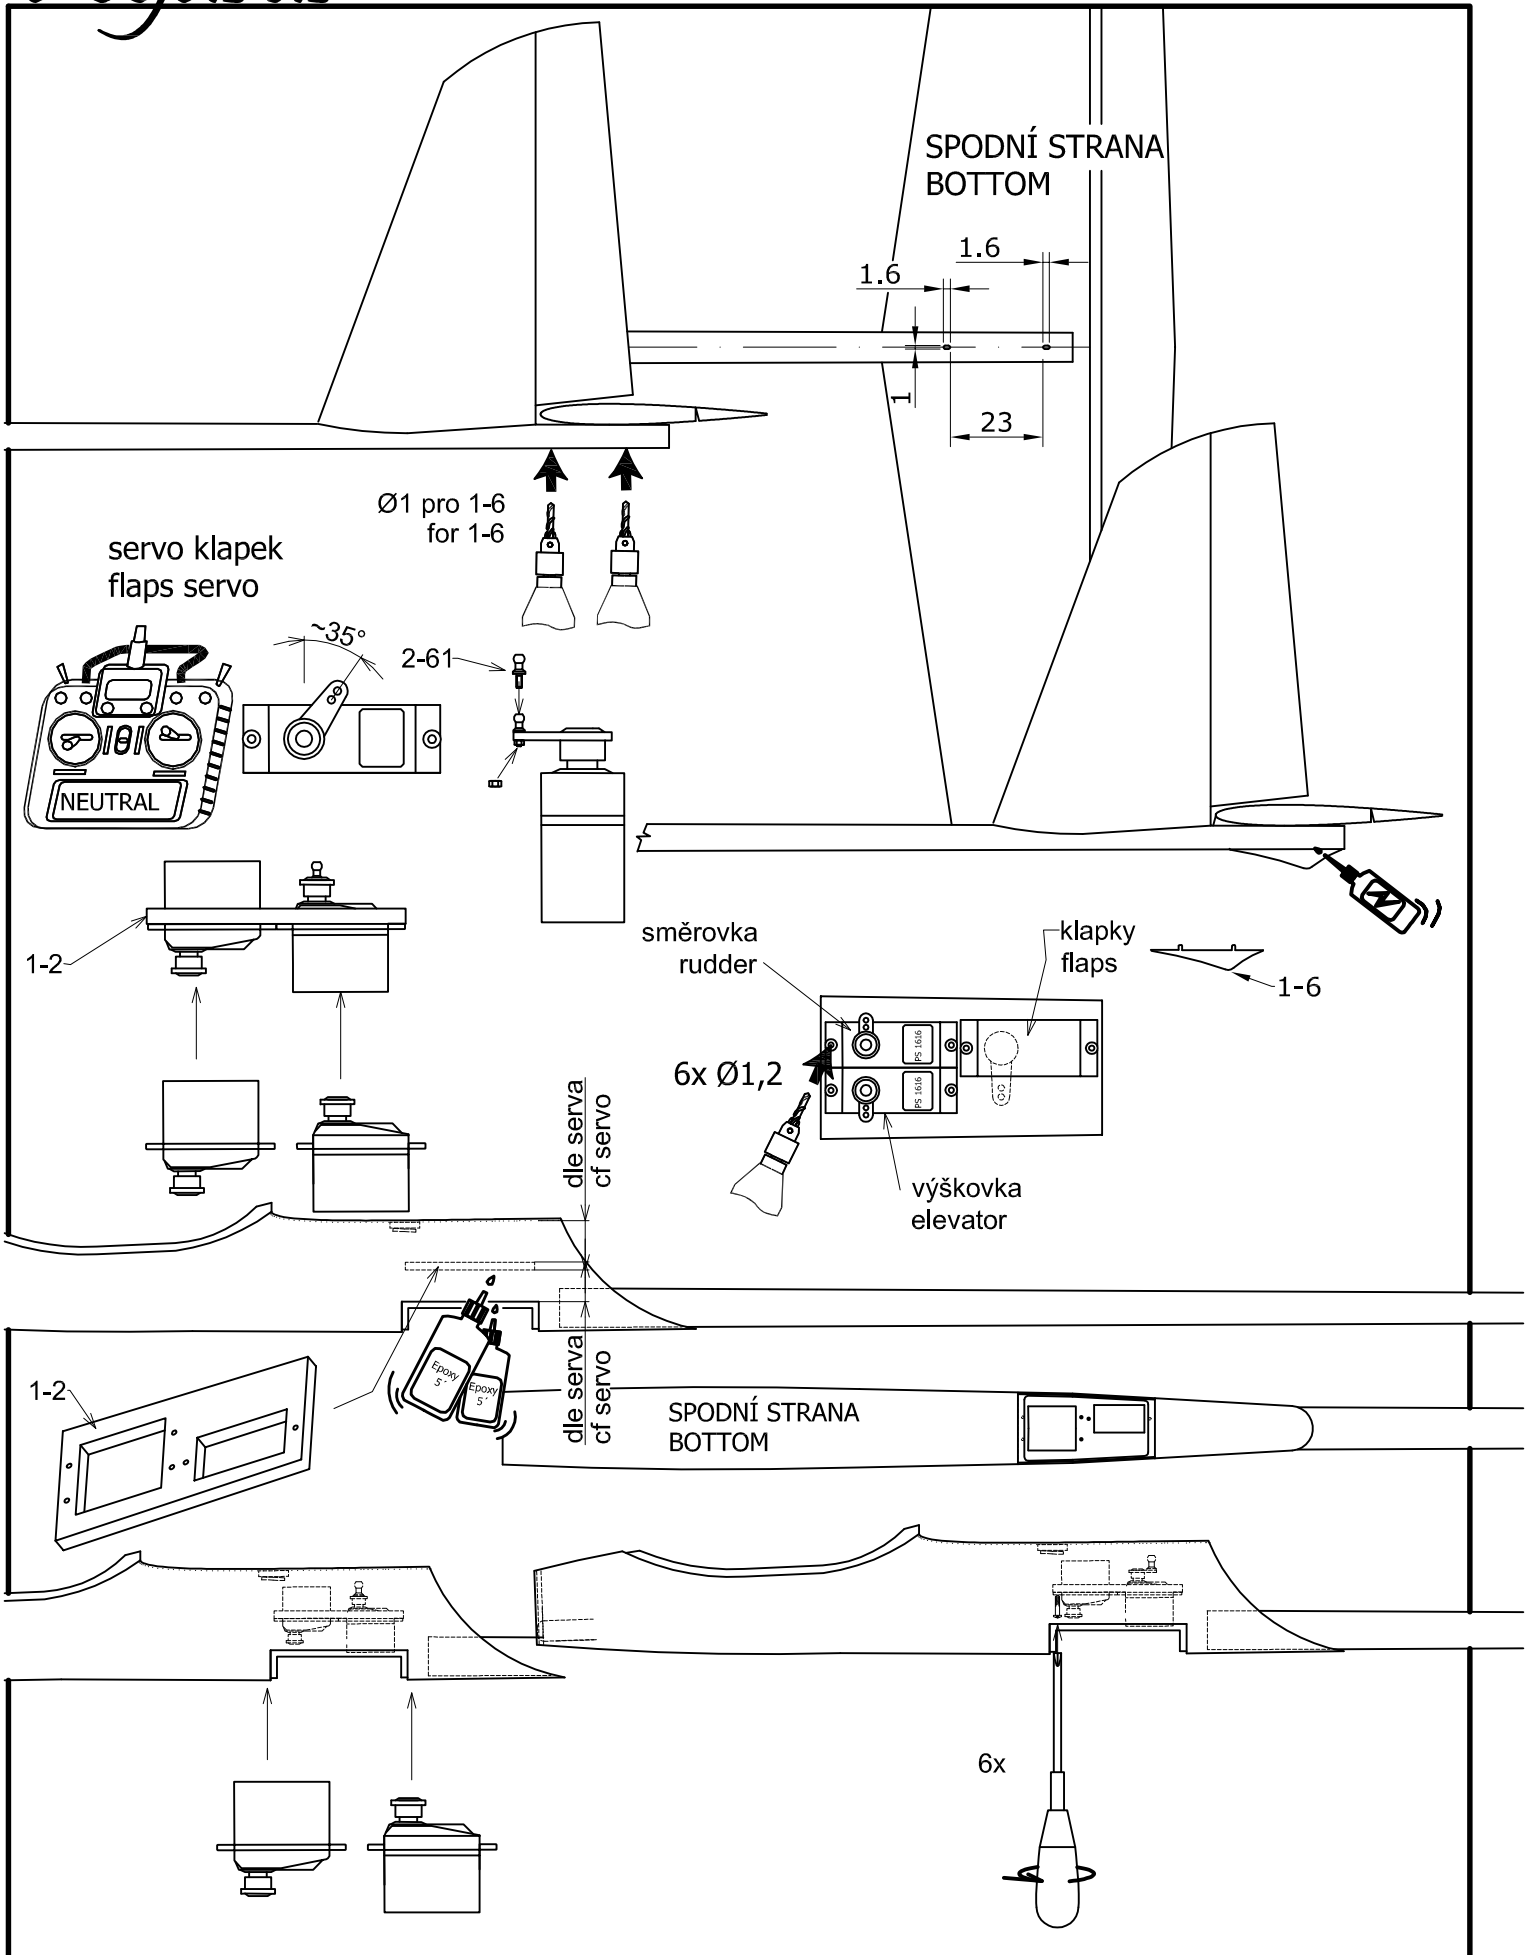 SPODNÍ STRANA
BOTTOM
1.6
1.6
1
23
Ø1 pro 1-6
for 1-6
servo klapek
flaps servo
~35°
2-61
NEUTRAL
1-2
směrovka
rudder
klapky
flaps
1-6
PS 1616
PS 1616
6x Ø1,2
výškovka
elevator
dle serva
cf servo
dle serva
cf servo
Epoxy
5´
Epoxy
5´
1-2
SPODNÍ STRANA
BOTTOM
6x